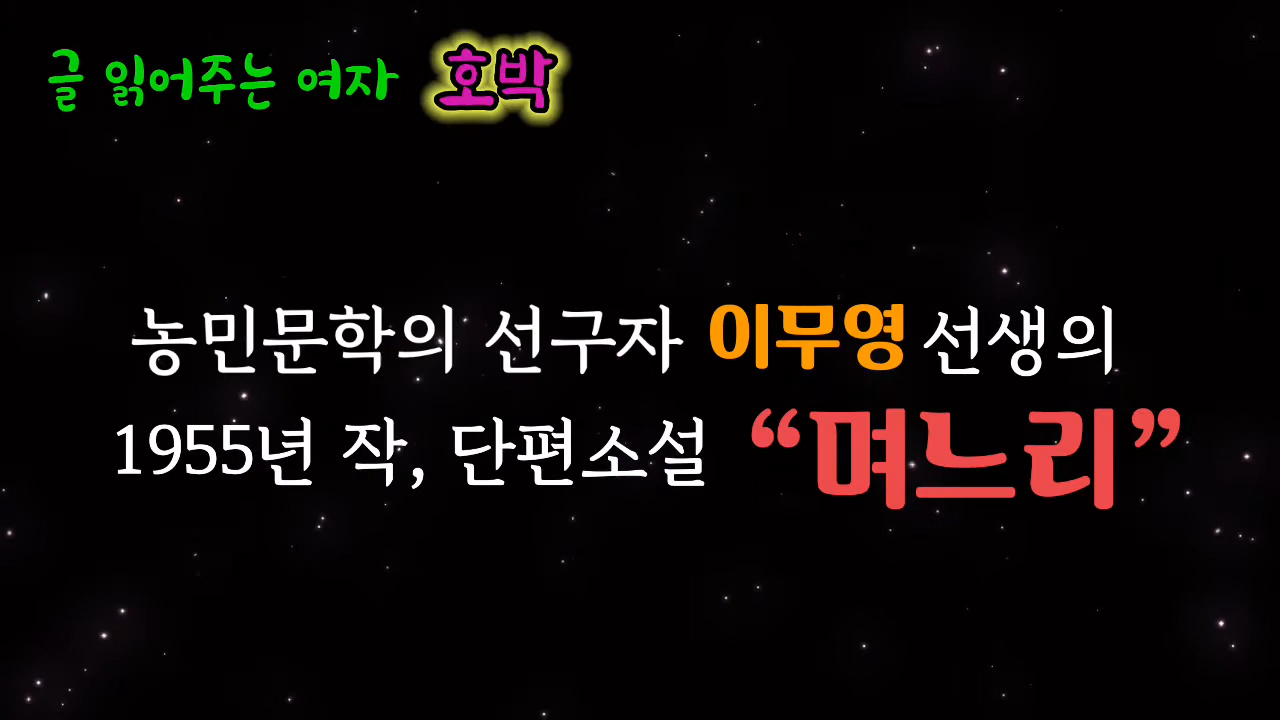 글 읽어주는 여자 호박
농민문학의 선구자 이무영 선생의
1955년 작, 단편소설 “며느리”